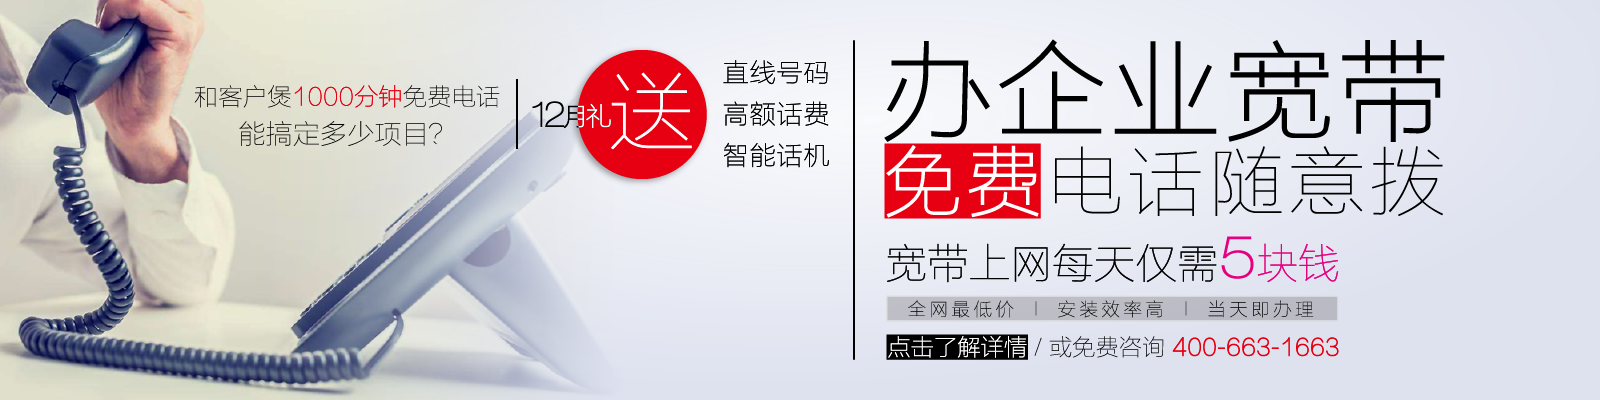 和客户煲1000分钟免费电话
能搞定多少项目?
12月礼 送
直线号码
高额话费
智能话机
办企业宽带
免费电话随意拨
宽带上网每天仅需5块钱
全网最低价 | 安装效率高 | 当天即办理
点击了解详情 / 或免费咨询 400-663-1663